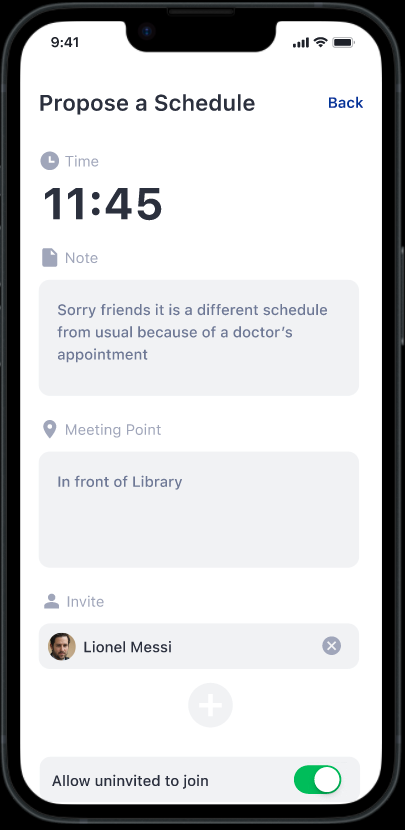 9:41
Propose a Schedule
Back
Time
11:45
Note
Sorry friends it is a different schedule
from usual because of a doctor's
appointment
Meeting Point
In front of Library
Invite
Lionel Messi
Allow uninvited to join